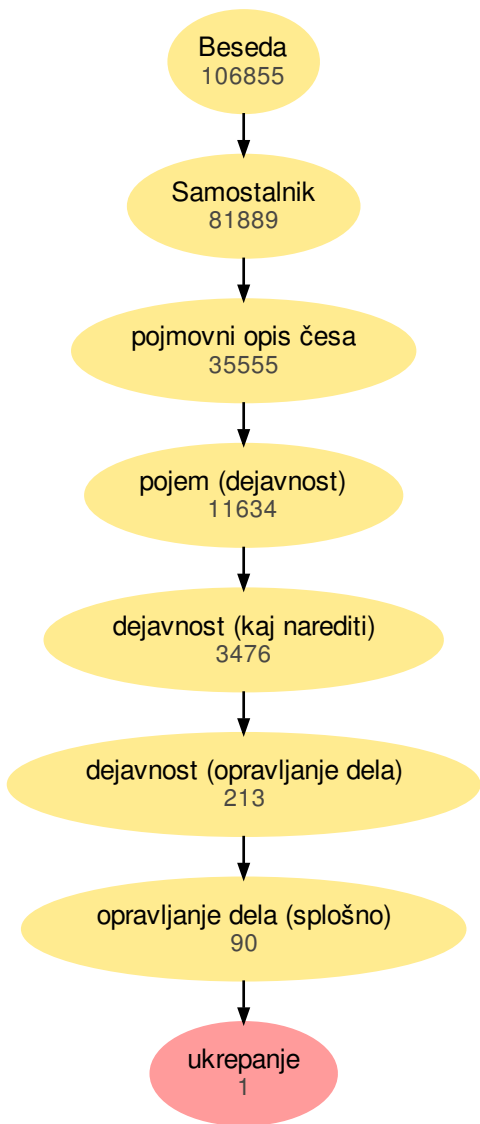 Beseda
106855
Samostalnik
81889
pojmovni opis česa
35555
pojem (dejavnost)
11634
dejavnost (kaj narediti)
3476
dejavnost (opravljanje dela)
213
opravljanje dela (splošno)
90
ukrepanje
1